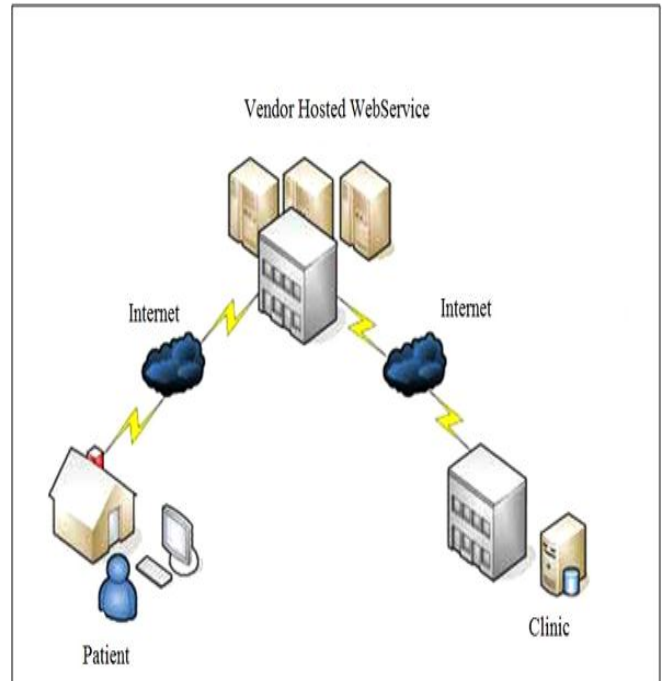 Vendor Hosted WebService
Internet
Internet
Patient
Clinic